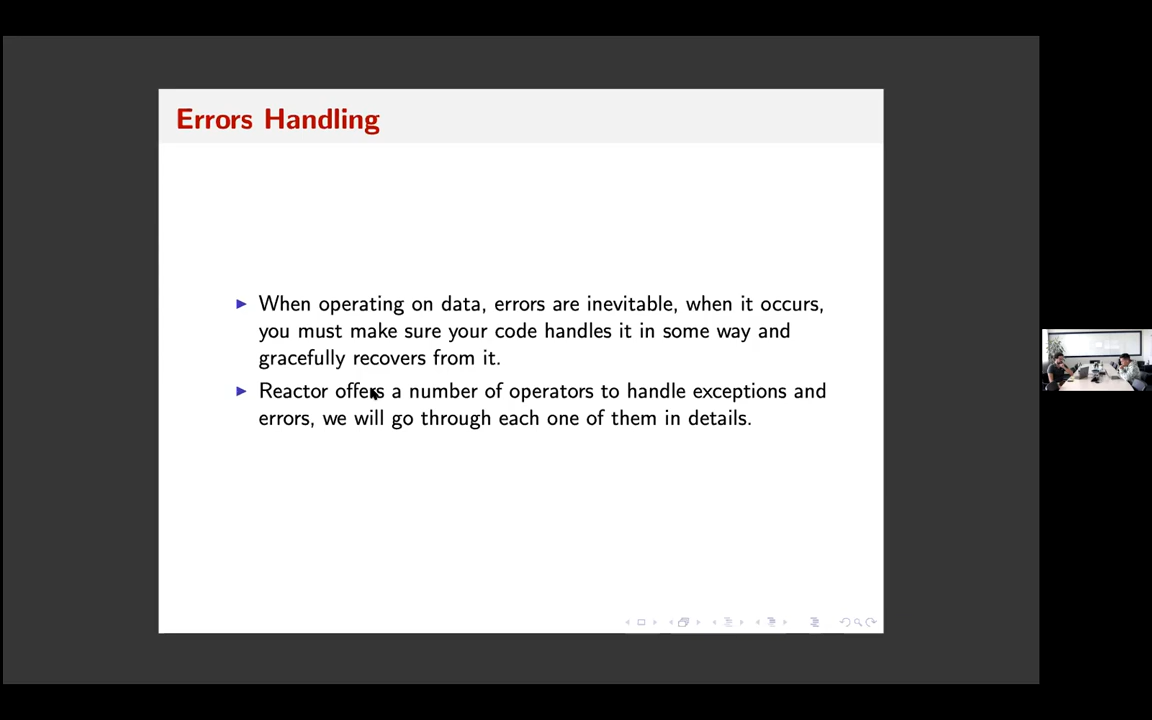 Errors Handling
When operating on data, errors are inevitable, when it occurs,
you must make sure your code handles it in some way and
gracefully recovers from it.
Reactor offers a number of operators to handle exceptions and
errors, we will go through each one of them in details.